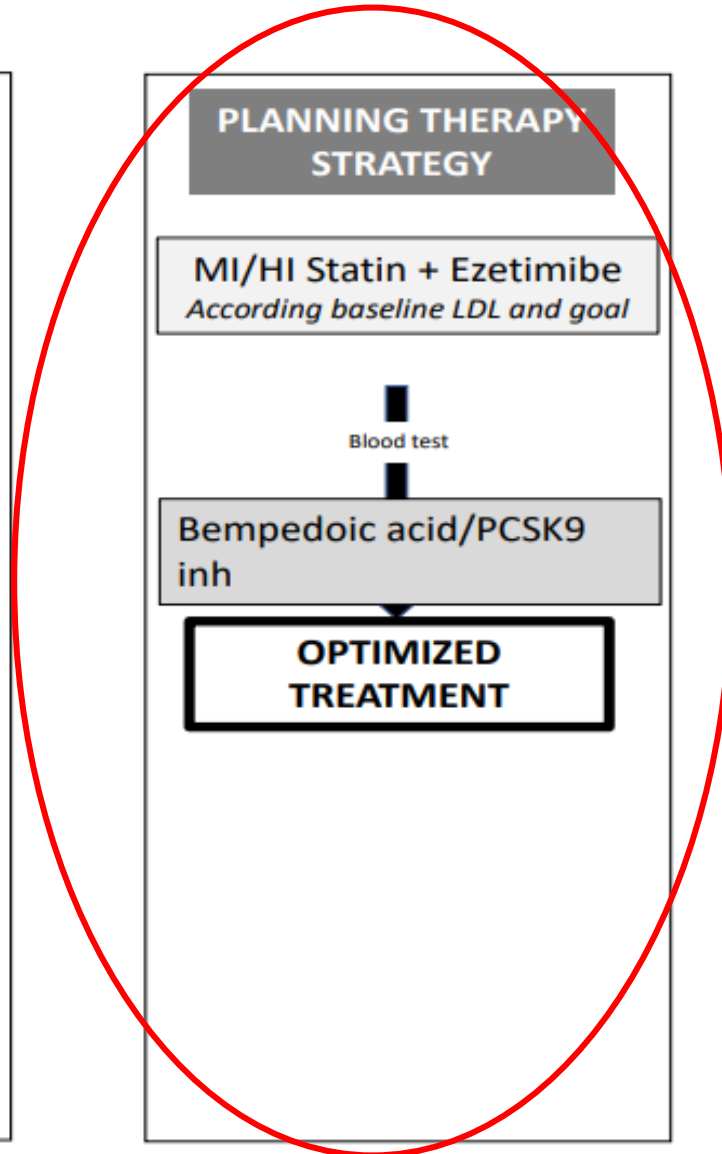 PLANNING THERAPY
STRATEGY
MI/HI Statin + Ezetimibe
According baseline LDL and goal
Blood test
Bempedoic acid/PCSK9
inh
OPTIMIZED
TREATMENT